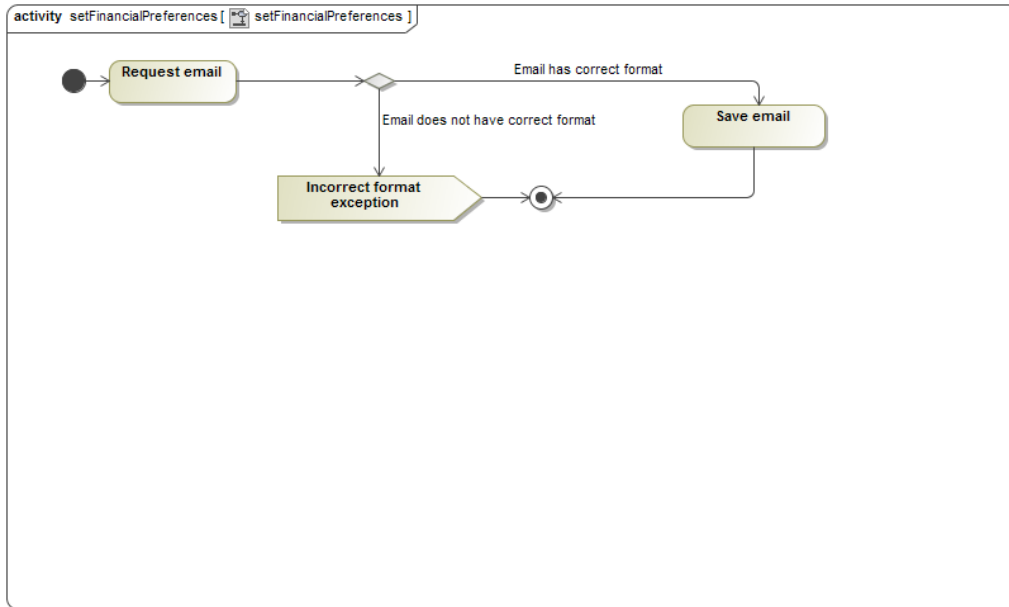 activity setFinancialPreferences [ setFinancialPreferences ]
Request email
Email has correct format
Save email
Email does not have correct format
Incorrect format
exception